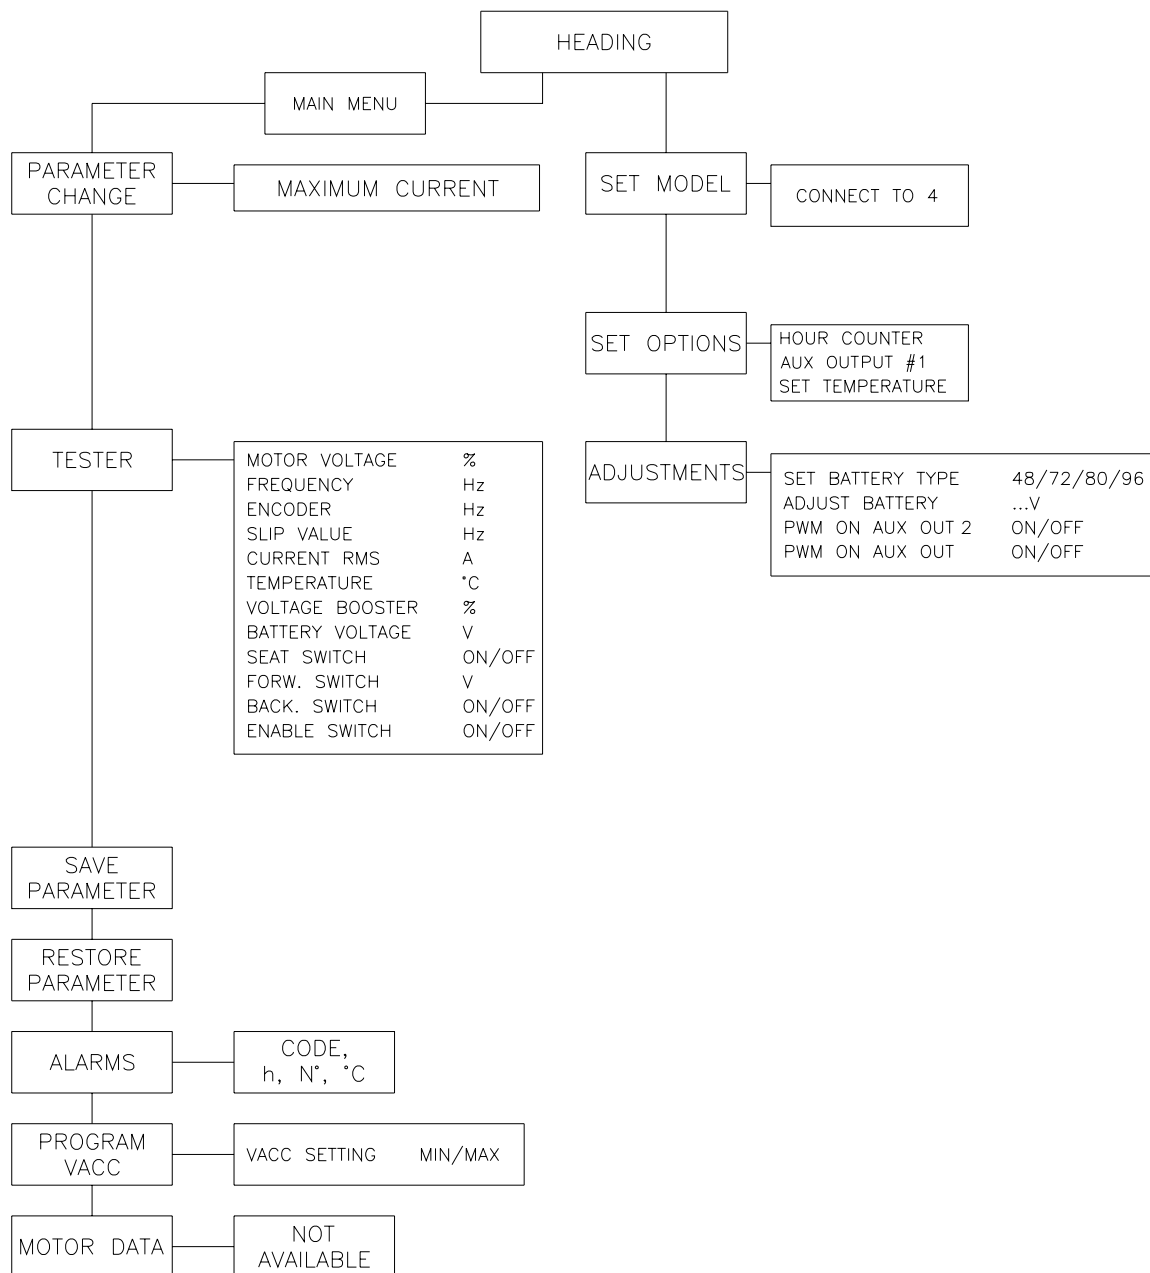 HEADING
MAIN MENU
PARAMETER
CHANGE
MAXIMUM CURRENT
SET MODEL
CONNECT TO 4
SET OPTIONS
HOUR COUNTER
AUX OUTPUT #1
SET TEMPERATURE
TESTER
MOTOR VOLTAGE %
FREQUENCY Hz
ENCODER Hz
SLIP VALUE Hz
CURRENT RMS A
TEMPERATURE °C
VOLTAGE BOOSTER %
BATTERY VOLTAGE V
SEAT SWITCH ON/OFF
FORW. SWITCH V
BACK. SWITCH ON/OFF
ENABLE SWITCH ON/OFF
ADJUSTMENTS
SET BATTERY TYPE 48/72/80/96
ADJUST BATTERY ...V
PWM ON AUX OUT 2 ON/OFF
PWM ON AUX OUT ON/OFF
SAVE
PARAMETER
RESTORE
PARAMETER
ALARMS
CODE,
h, N°, °C
PROGRAM
VACC
VACC SETTING MIN/MAX
MOTOR DATA
NOT
AVAILABLE